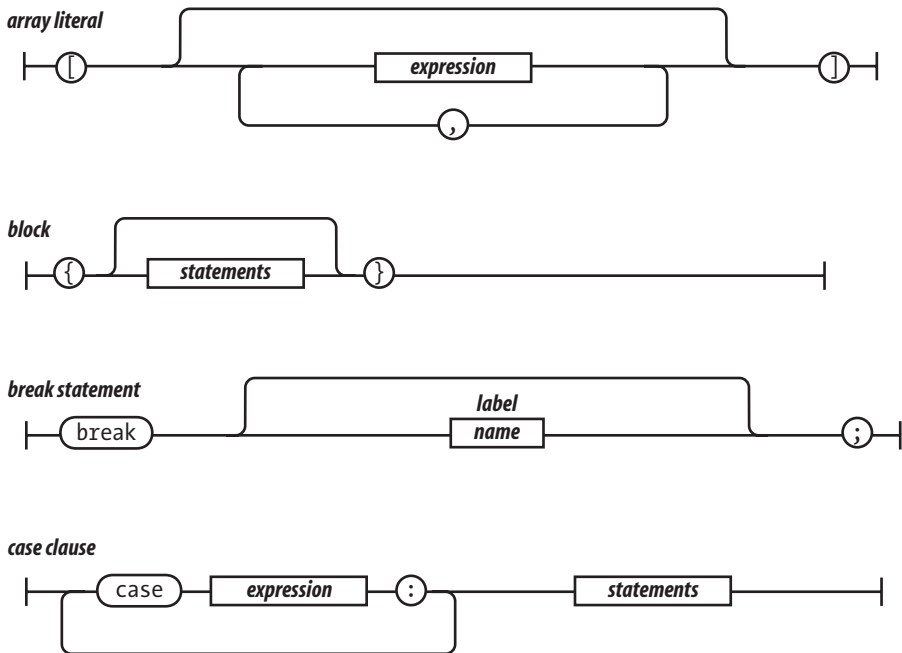 array literal
[ expression ]
,
block
{ statements }
break statement
label
break name ;
case clause
case expression : statements